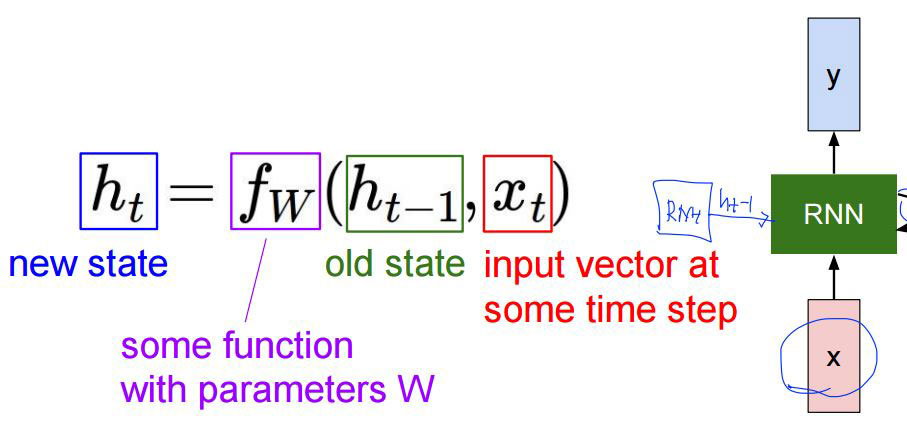 h_t = f_W(h_{t-1}, x_t)
new state
old state
input vector at
some time step
some function
with parameters W
y
RNN
h_{t-1}
RNN
x